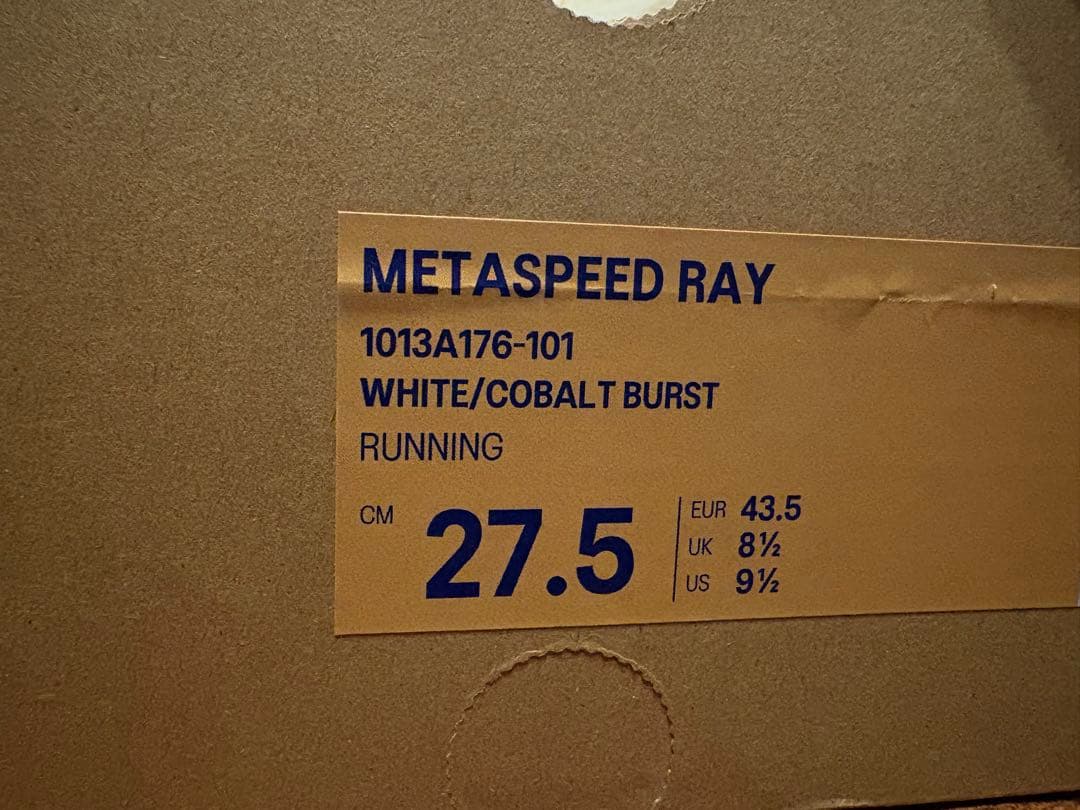 METASPEED RAY
1013A176-101
WHITE/COBALT BURST
RUNNING
CM 27.5
EUR 43.5
UK 8½
US 9½